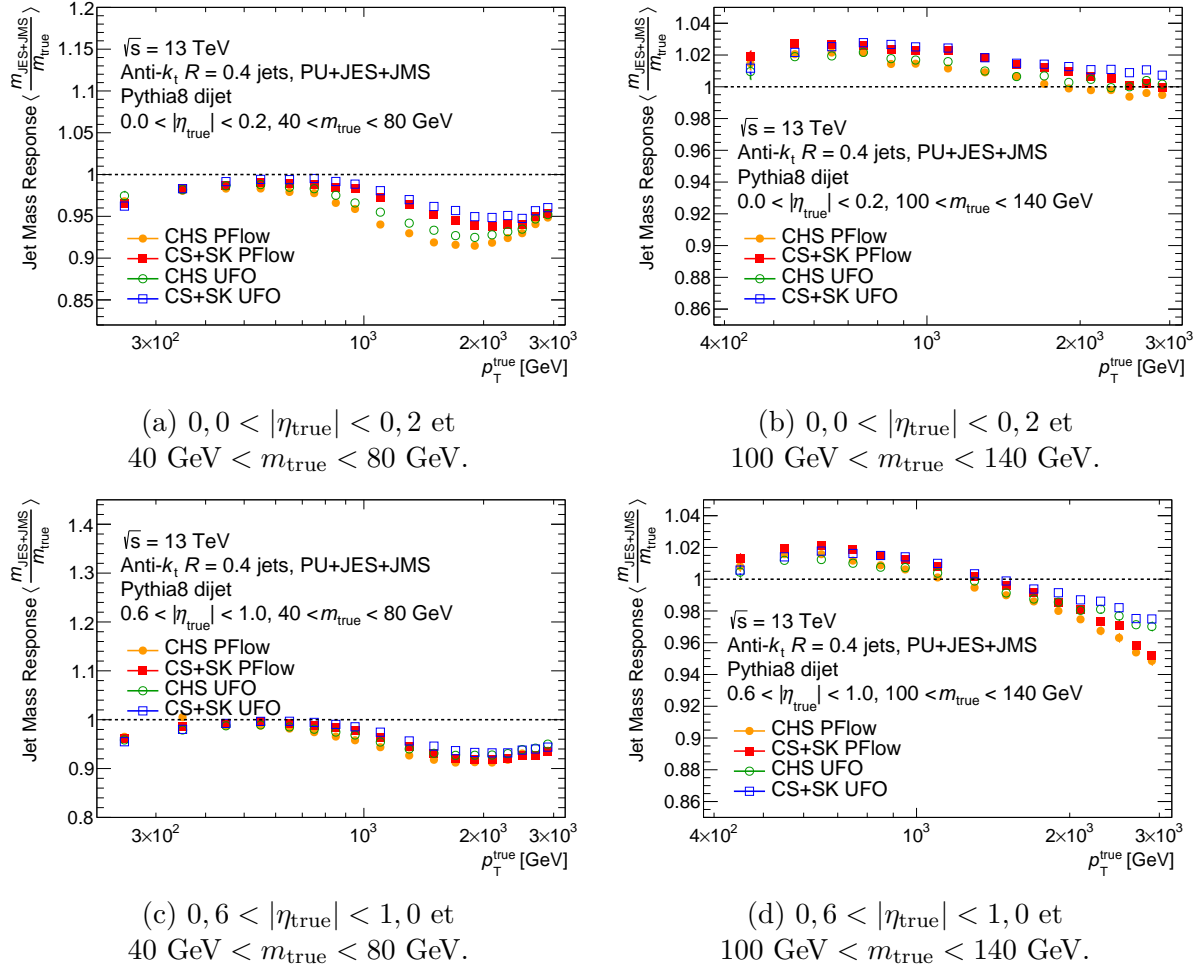 Jet Mass Response ⟨ m_JES+JMS / m_true ⟩
1.2
1.15
1.1
1.05
1
0.95
0.9
0.85
√s = 13 TeV
Anti-k_t R = 0.4 jets, PU+JES+JMS
Pythia8 dijet
0.0 < |η_true| < 0.2, 40 < m_true < 80 GeV
CHS PFlow
CS+SK PFlow
CHS UFO
CS+SK UFO
3×10² 10³ 2×10³ 3×10³
p_T^true [GeV]
(a) 0, 0 < |η_true| < 0, 2 et
40 GeV < m_true < 80 GeV.
Jet Mass Response ⟨ m_JES+JMS / m_true ⟩
1.04
1.02
1
0.98
0.96
0.94
0.92
0.9
0.88
0.86
√s = 13 TeV
Anti-k_t R = 0.4 jets, PU+JES+JMS
Pythia8 dijet
0.0 < |η_true| < 0.2, 100 < m_true < 140 GeV
CHS PFlow
CS+SK PFlow
CHS UFO
CS+SK UFO
4×10² 10³ 2×10³ 3×10³
p_T^true [GeV]
(b) 0, 0 < |η_true| < 0, 2 et
100 GeV < m_true < 140 GeV.
Jet Mass Response ⟨ m_JES+JMS / m_true ⟩
1.4
1.3
1.2
1.1
1
0.9
0.8
√s = 13 TeV
Anti-k_t R = 0.4 jets, PU+JES+JMS
Pythia8 dijet
0.6 < |η_true| < 1.0, 40 < m_true < 80 GeV
CHS PFlow
CS+SK PFlow
CHS UFO
CS+SK UFO
3×10² 10³ 2×10³ 3×10³
p_T^true [GeV]
(c) 0, 6 < |η_true| < 1, 0 et
40 GeV < m_true < 80 GeV.
Jet Mass Response ⟨ m_JES+JMS / m_true ⟩
1.04
1.02
1
0.98
0.96
0.94
0.92
0.9
0.88
0.86
√s = 13 TeV
Anti-k_t R = 0.4 jets, PU+JES+JMS
Pythia8 dijet
0.6 < |η_true| < 1.0, 100 < m_true < 140 GeV
CHS PFlow
CS+SK PFlow
CHS UFO
CS+SK UFO
4×10² 10³ 2×10³ 3×10³
p_T^true [GeV]
(d) 0, 6 < |η_true| < 1, 0 et
100 GeV < m_true < 140 GeV.